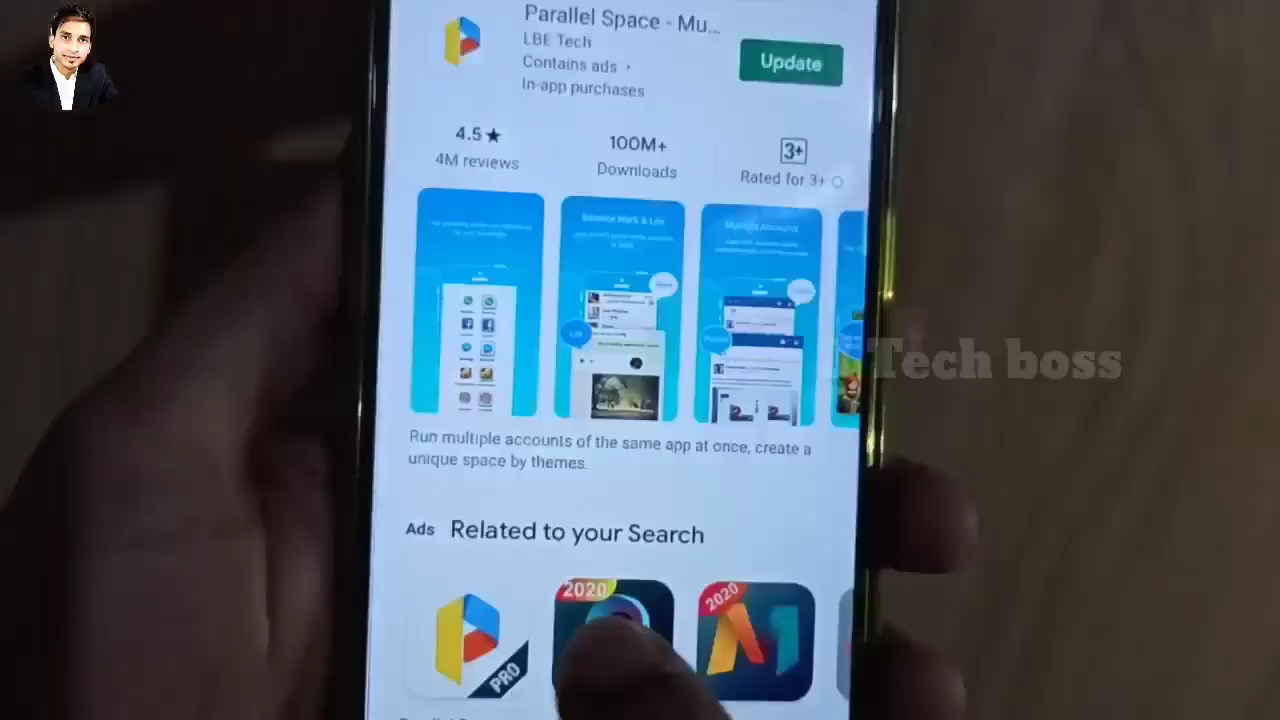 Parallel Space - Mu...
LBE Tech
Contains ads •
In-app purchases
Update
4.5★
4M reviews
100M+
Downloads
3+
Rated for 3+
Balance Work & Life
Multiple Accounts
Run multiple accounts of the same app at once, create a
unique space by themes.
Tech boss
Ads Related to your Search
2020
2020
PRO